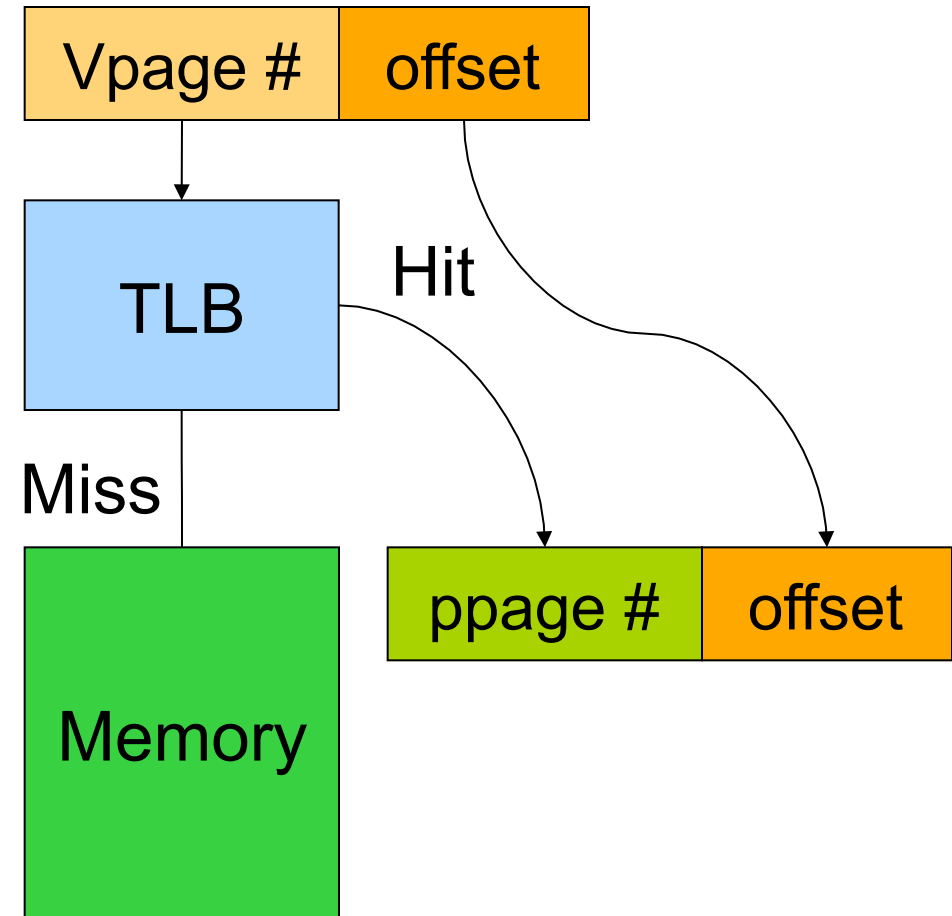 Vpage # offset
Hit
TLB
Miss
ppage # offset
Memory